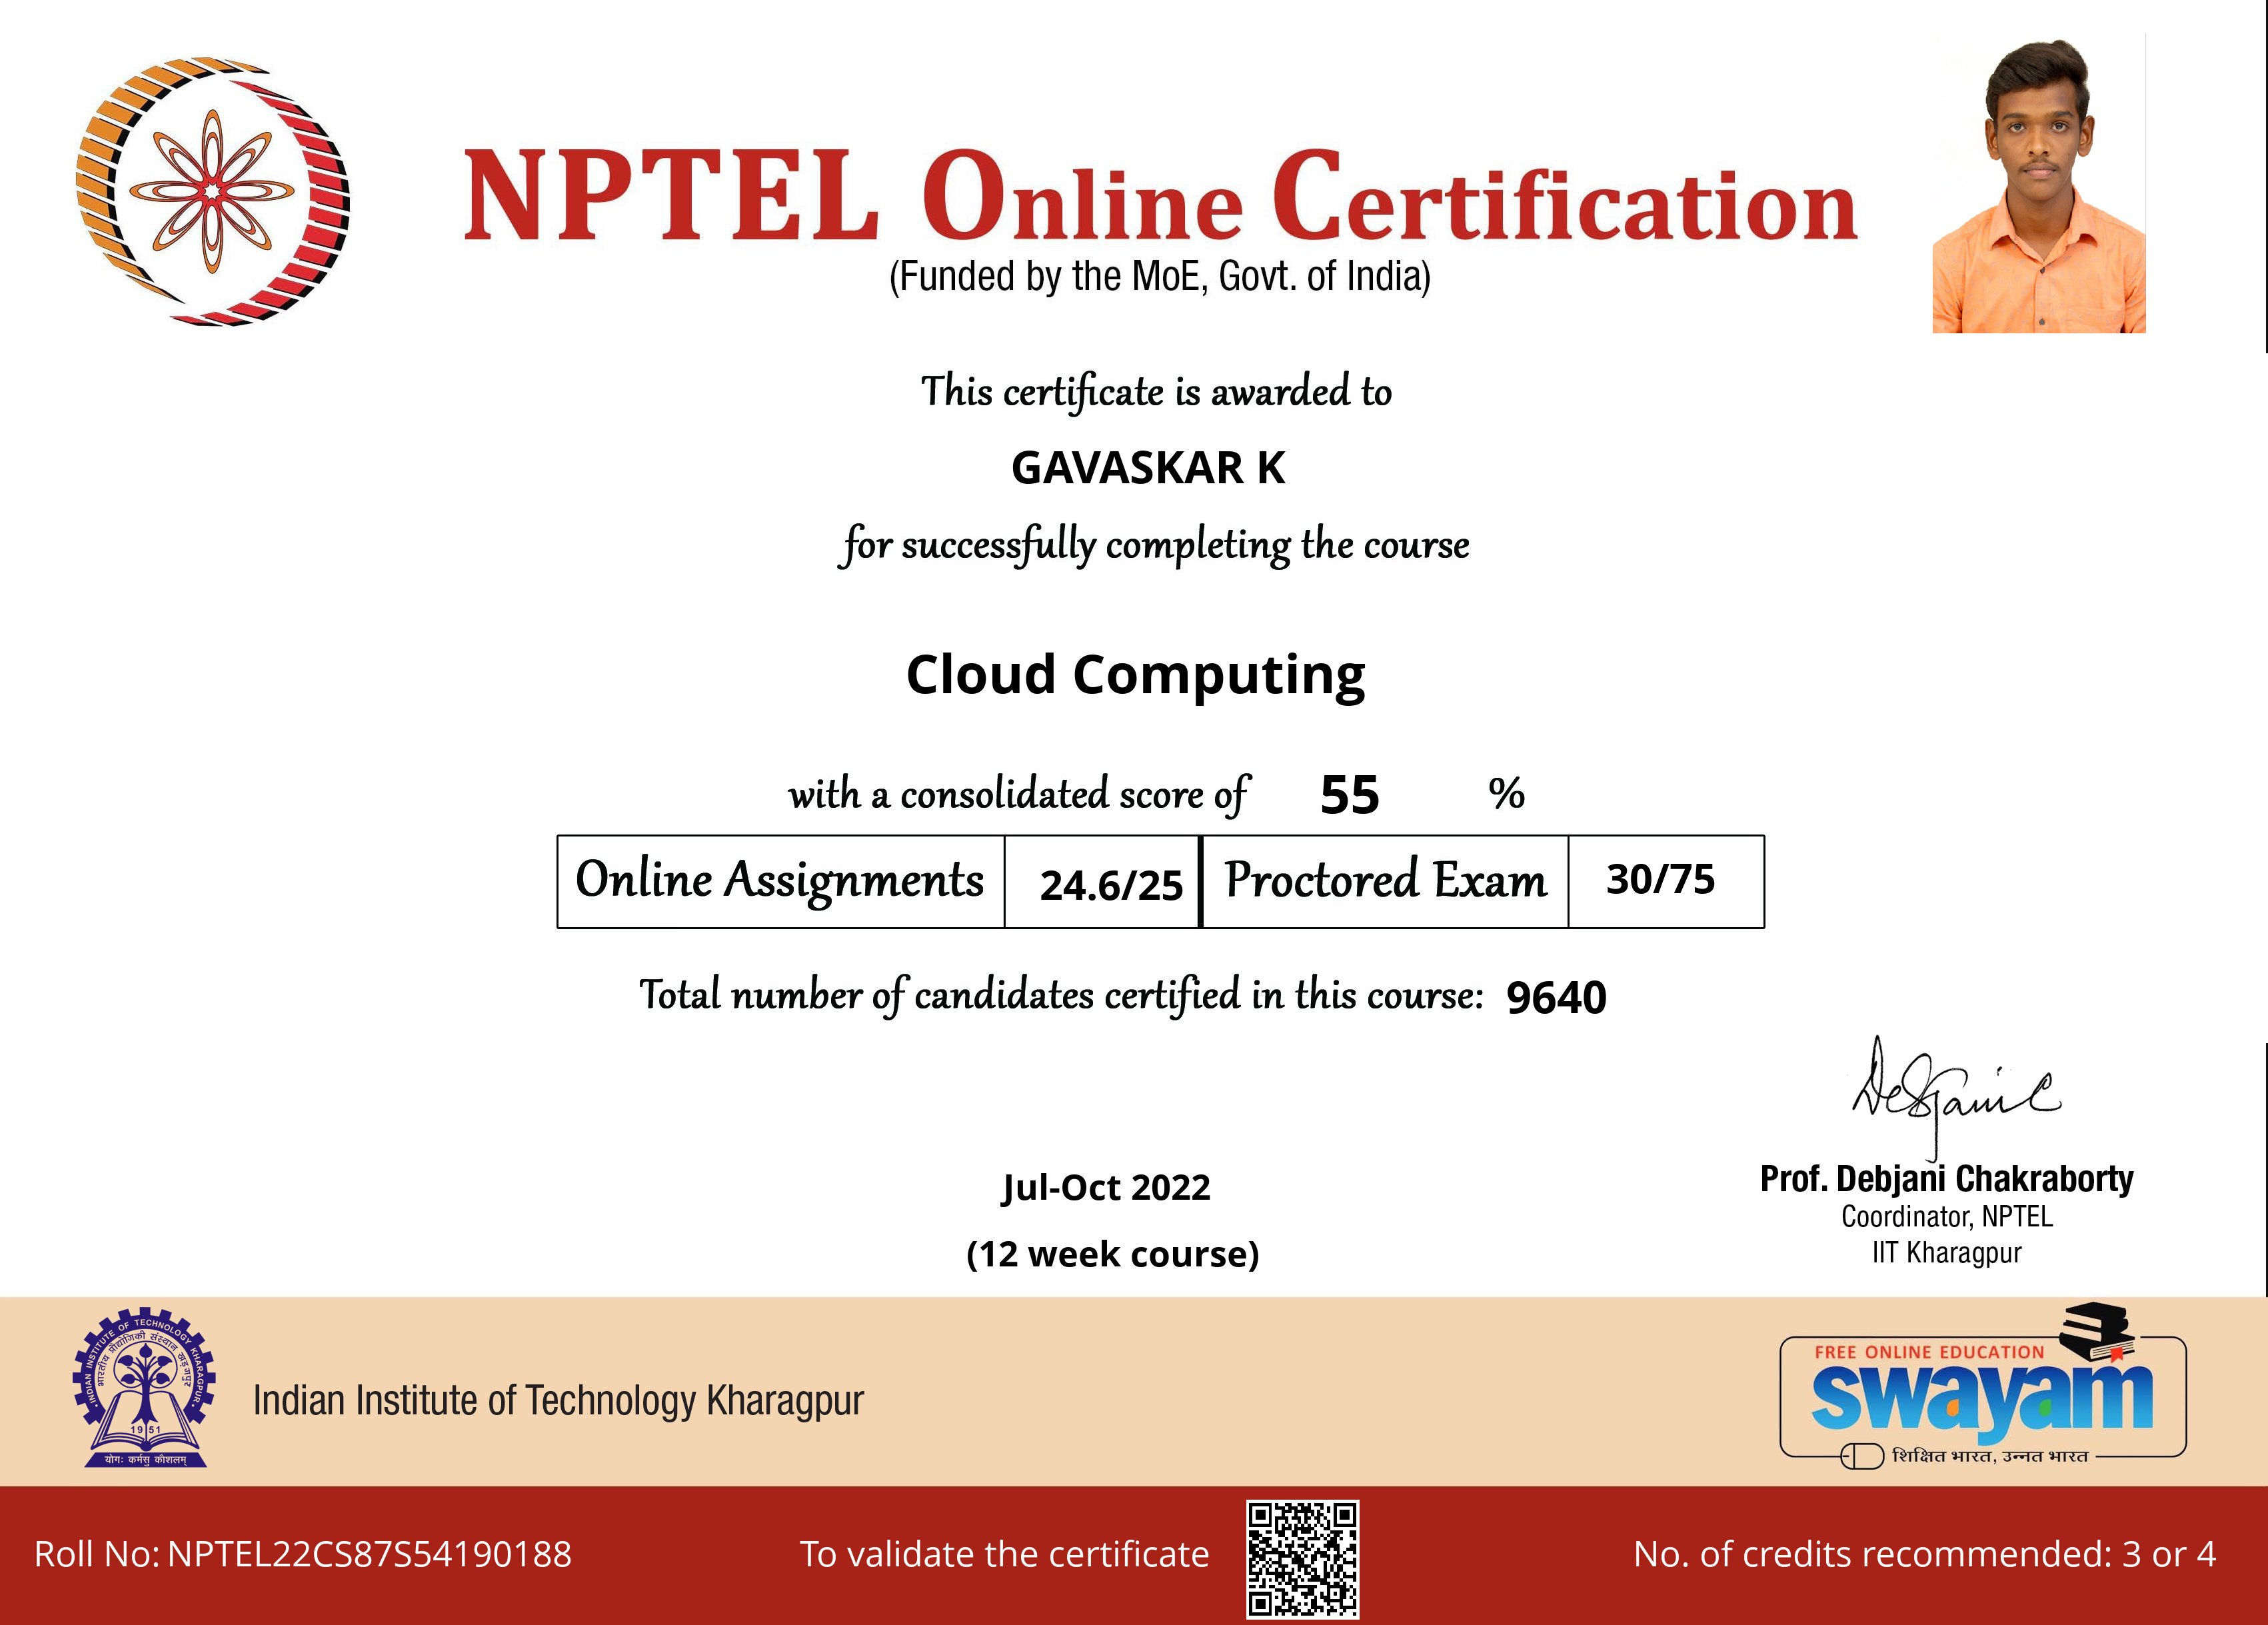 NPTEL Online Certification
(Funded by the MoE, Govt. of India)
This certificate is awarded to
GAVASKAR K
for successfully completing the course
Cloud Computing
with a consolidated score of 55 %
Online Assignments 24.6/25 Proctored Exam 30/75
Total number of candidates certified in this course: 9640
Debjani C
Prof. Debjani Chakraborty
Coordinator, NPTEL
IIT Kharagpur
Jul-Oct 2022
(12 week course)
INDIAN INSTITUTE OF TECHNOLOGY KHARAGPUR
भारतीय प्रौद्योगिकी संस्थान खड़गपुर
1951
योगः कर्मसु कौशलम्
Indian Institute of Technology Kharagpur
FREE ONLINE EDUCATION
swayam
शिक्षित भारत, उन्नत भारत
Roll No: NPTEL22CS87S54190188
To validate the certificate
No. of credits recommended: 3 or 4